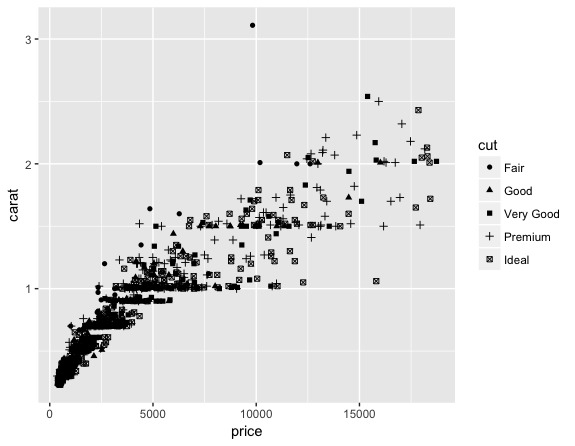 3
2
1
carat
0
5000
10000
15000
price
cut
Fair
Good
Very Good
Premium
Ideal